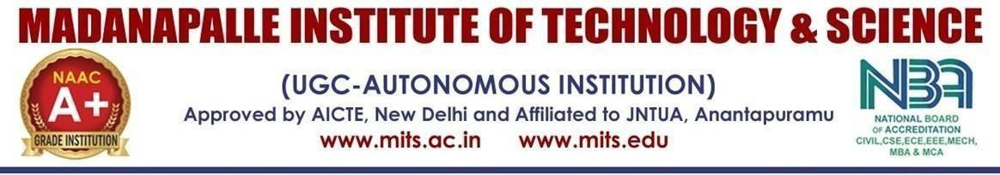 MADANAPALLE INSTITUTE OF TECHNOLOGY & SCIENCE
NAAC
A+
GRADE INSTITUTION
(UGC-AUTONOMOUS INSTITUTION)
Approved by AICTE, New Delhi and Affiliated to JNTUA, Anantapuramu
www.mits.ac.in www.mits.edu
NBA
NATIONAL BOARD
OF ACCREDITATION
CIVIL,CSE,ECE,EEE,MECH,
MBA & MCA